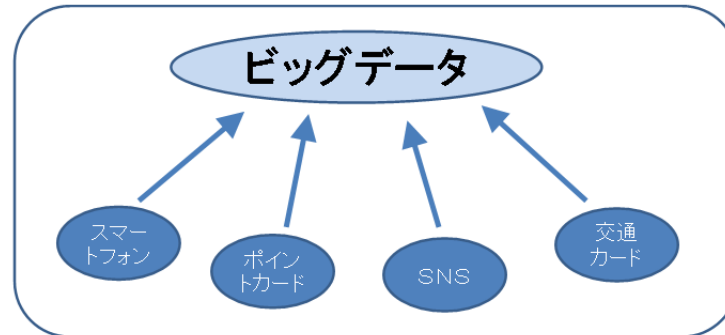 ビッグデータ
スマー
トフォン
ポイン
トカード
ＳＮＳ
交通
カード